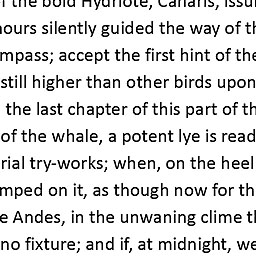 the bold Hydriote, Canaris, issu
hours silently guided the way of th
mpass; accept the first hint of the
still higher than other birds upon
the last chapter of this part of th
of the whale, a potent lye is read
rial try-works; when, on the heel
mped on it, as though now for th
e Andes, in the unwaning clime t
no fixture; and if, at midnight, we